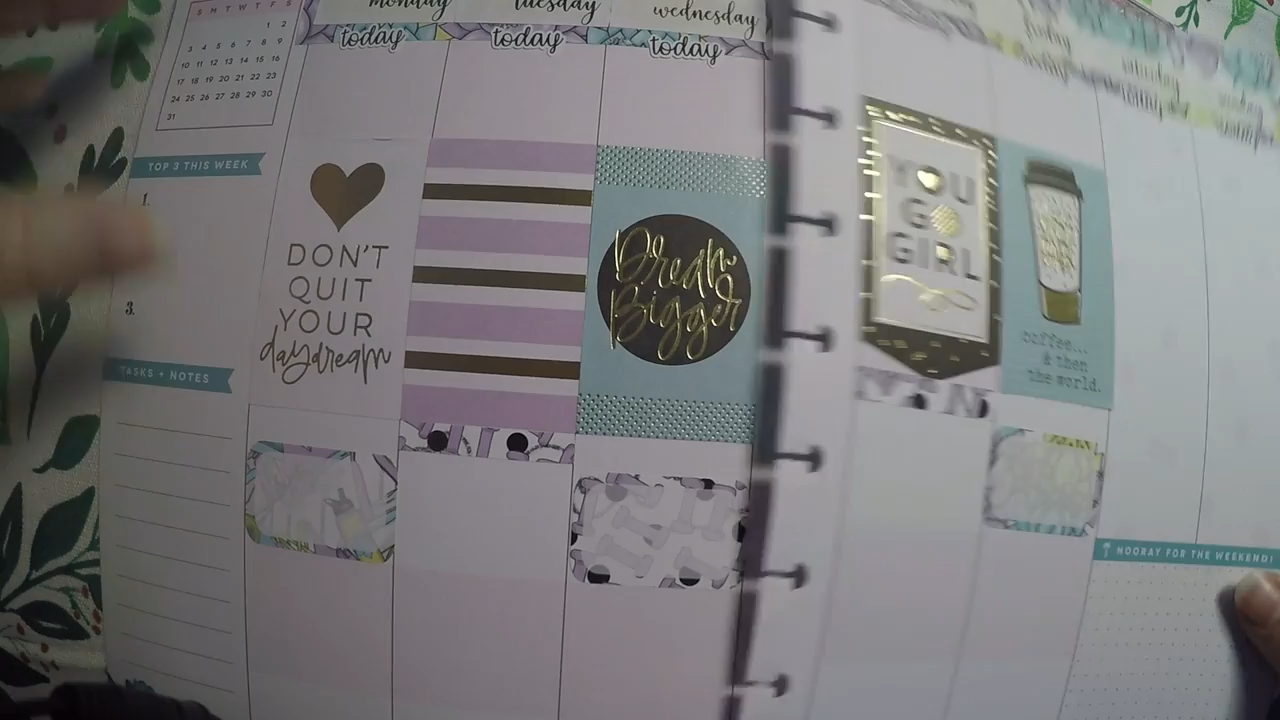 S M T W T F S
1 2
3 4 5 6 7 8 9
10 11 12 13 14 15 16
17 18 19 20 21 22 23
24 25 26 27 28 29 30
31
monday
tuesday
wednesday
today
today
today
TOP 3 THIS WEEK
1.
3.
TASKS + NOTES
DON'T
QUIT
YOUR
daydream
Dream
Bigger
YOU
GO
GIRL
coffee...
& then
the world.
HOORAY FOR THE WEEKEND!